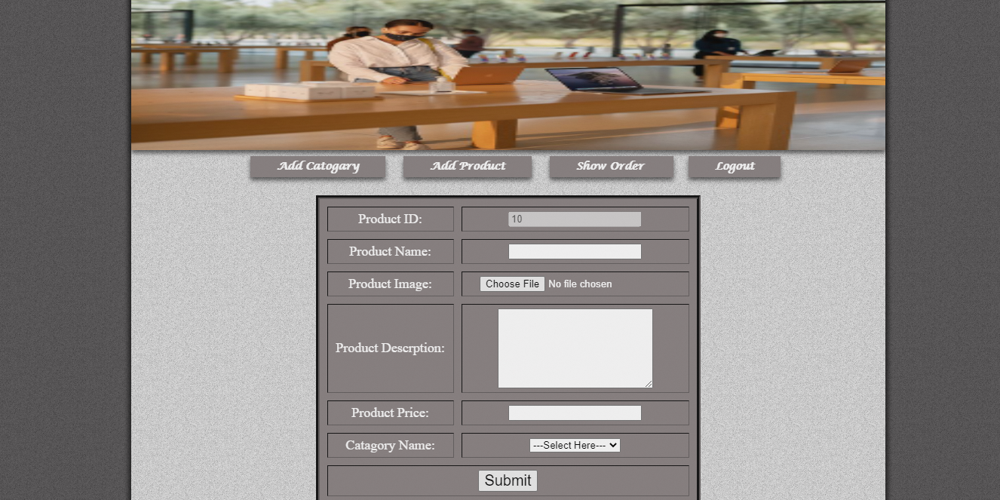 Add Catogary Add Product Show Order Logout
Product ID: 10
Product Name:
Product Image: Choose File No file chosen
Product Descrption:
Product Price:
Catagory Name: ---Select Here---
Submit